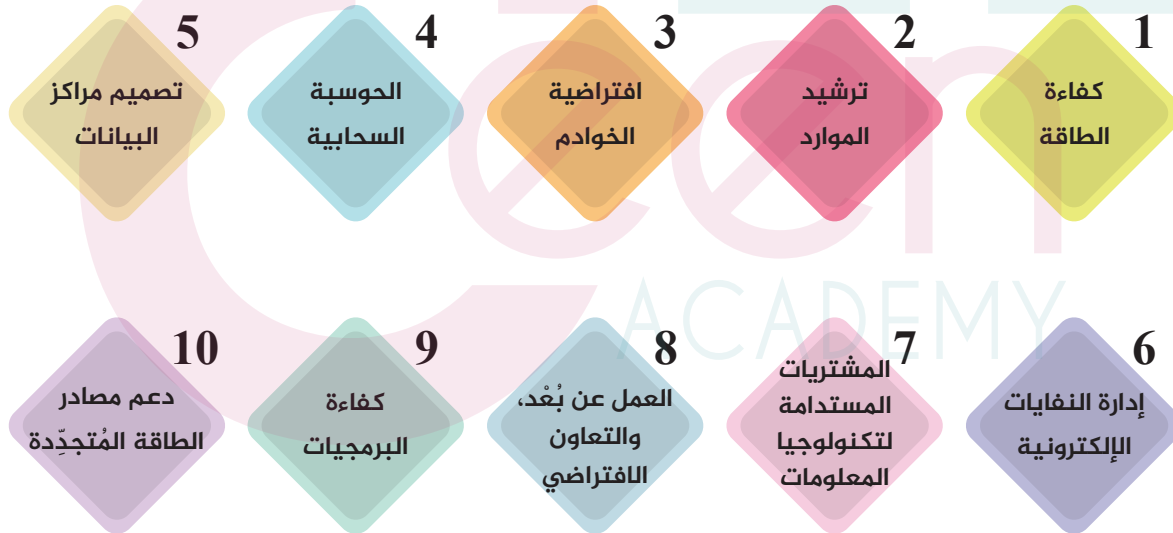 1
كفاءة
الطاقة
2
ترشيد
الموارد
3
افتراضية
الخوادم
4
الحوسبة
السحابية
5
تصميم مراكز
البيانات
6
إدارة النفايات
الإلكترونية
7
المشتريات
المستدامة
لتكنولوجيا
المعلومات
8
العمل عن بُعْد،
والتعاون
الافتراضي
9
كفاءة
البرمجيات
10
دعم مصادر
الطاقة المُتجدِّدة
ACADEMY